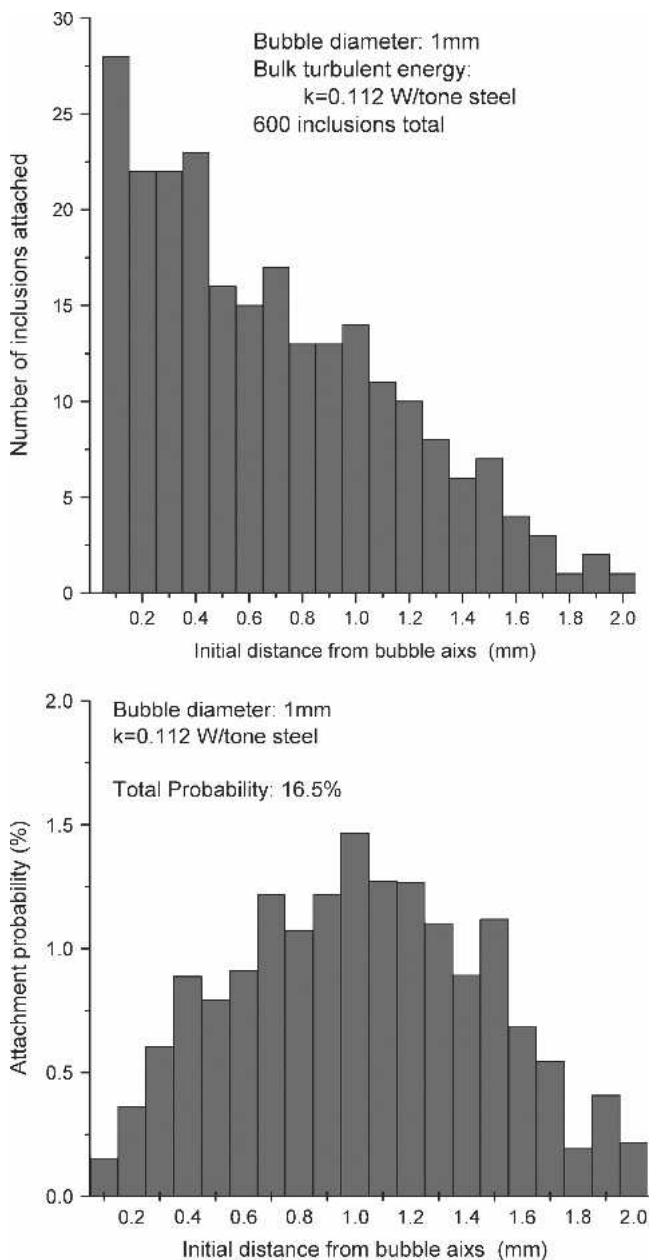 30
Bubble diameter: 1mm
Bulk turbulent energy:
k=0.112 W/tone steel
600 inclusions total
25
20
15
10
5
0
Number of inclusions attached
0.2 0.4 0.6 0.8 1.0 1.2 1.4 1.6 1.8 2.0
Initial distance from bubble aixs (mm)
2.0
Bubble diameter: 1mm
k=0.112 W/tone steel
Total Probability: 16.5%
1.5
1.0
0.5
0.0
Attachment probability (%)
0.2 0.4 0.6 0.8 1.0 1.2 1.4 1.6 1.8 2.0
Initial distance from bubble aixs (mm)